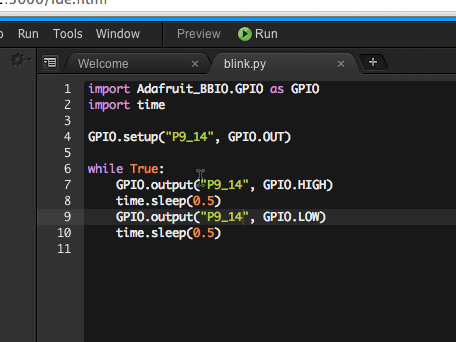 :3000/ide.html
Run Tools Window Preview Run
Welcome × blink.py × +
1 import Adafruit_BBIO.GPIO as GPIO
2 import time
3
4 GPIO.setup("P9_14", GPIO.OUT)
5
6 while True:
7     GPIO.output("P9_14", GPIO.HIGH)
8     time.sleep(0.5)
9     GPIO.output("P9_14", GPIO.LOW)
10     time.sleep(0.5)
11